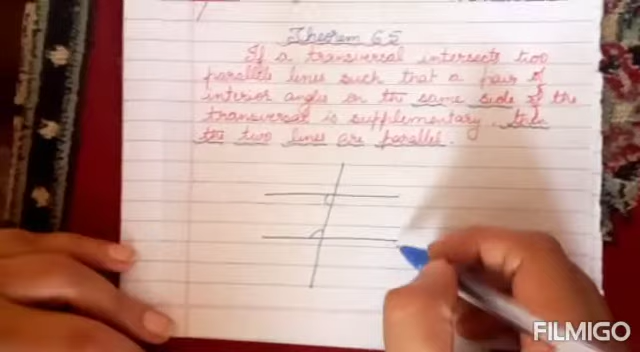 Theorem 6.5
If a transversal intersects two
parallel lines such that a pair of
interior angles on the same side of the
transversal is supplementary, then
the two lines are parallel.
FILMIGO